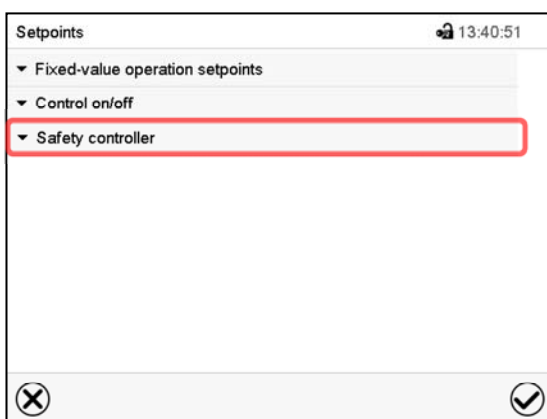 Setpoints 13:40:51
Fixed-value operation setpoints
Control on/off
Safety controller